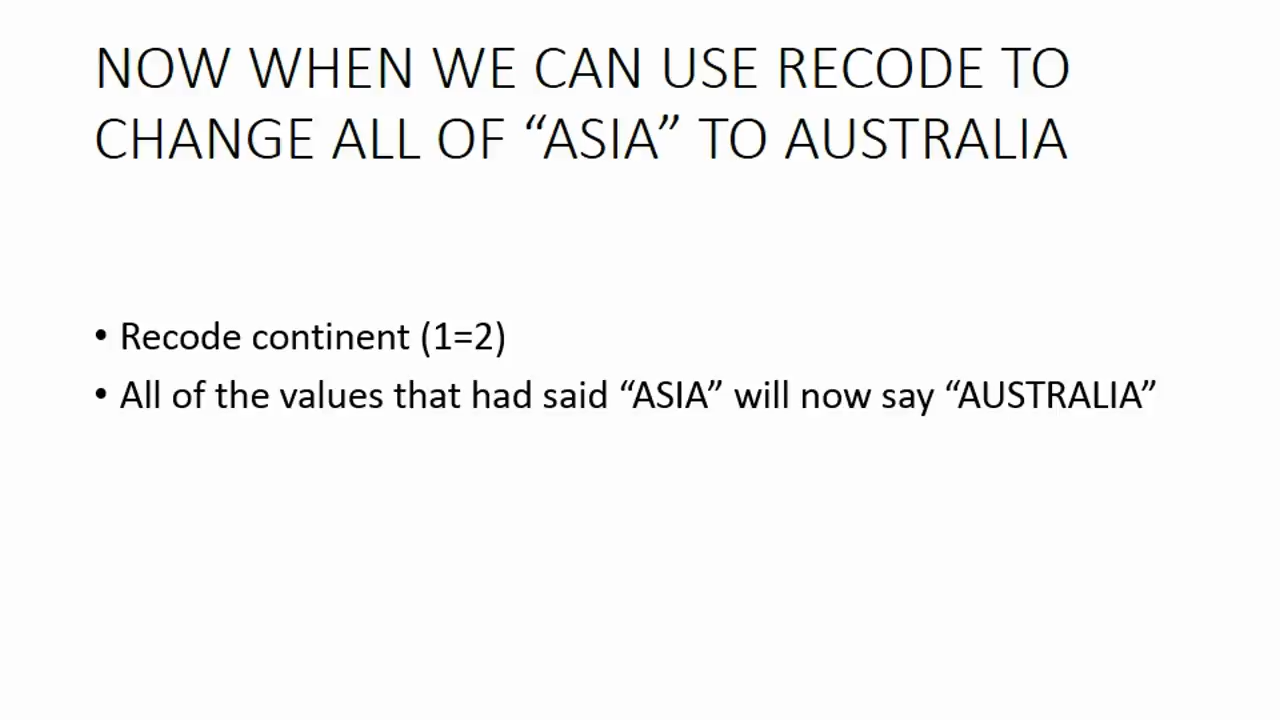 NOW WHEN WE CAN USE RECODE TO
CHANGE ALL OF “ASIA” TO AUSTRALIA
• Recode continent (1=2)
• All of the values that had said “ASIA” will now say “AUSTRALIA”